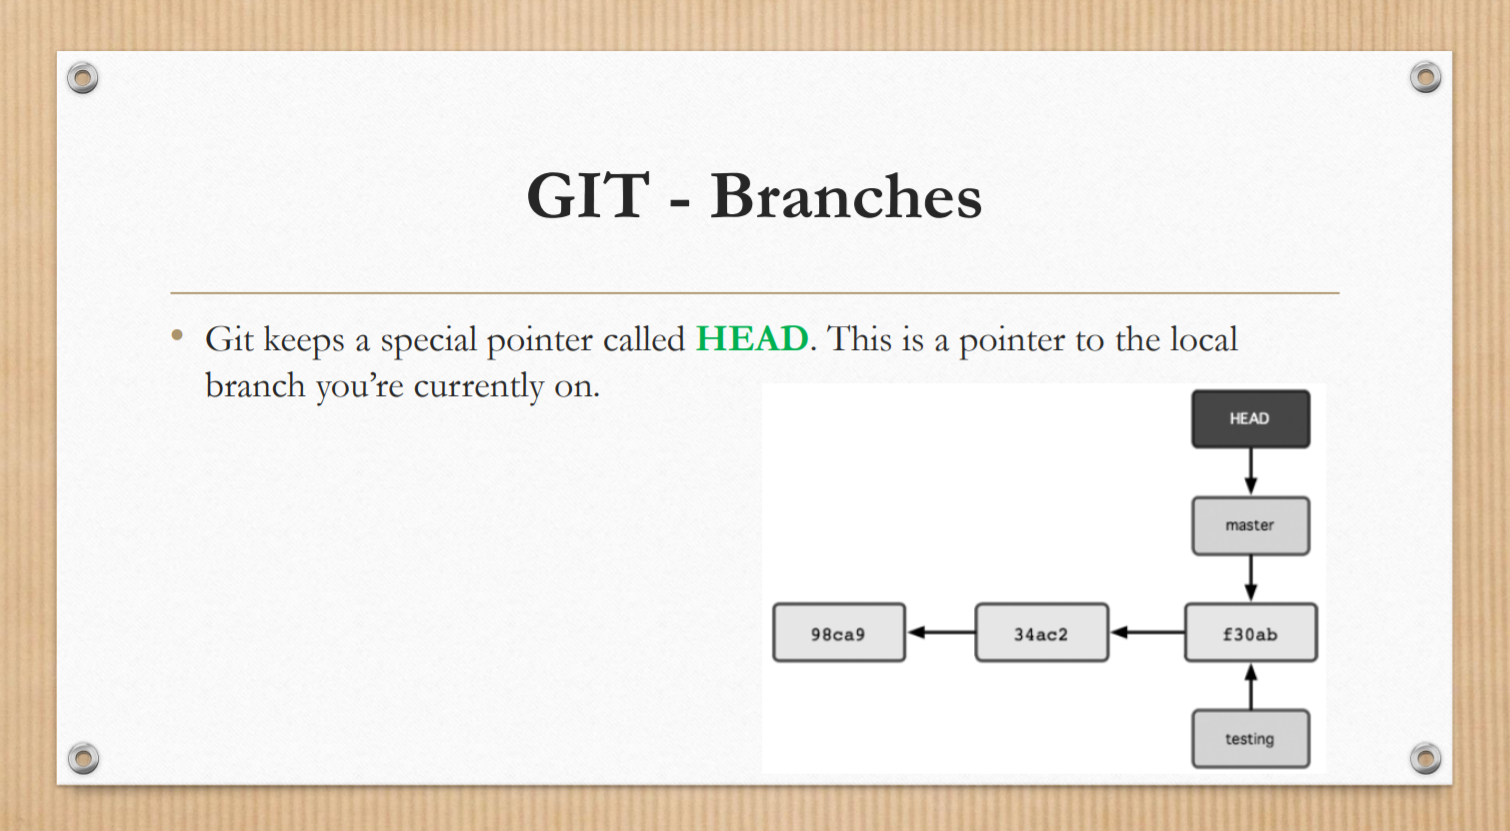 GIT - Branches
• Git keeps a special pointer called HEAD. This is a pointer to the local
branch you’re currently on.
HEAD
master
98ca9
34ac2
f30ab
testing